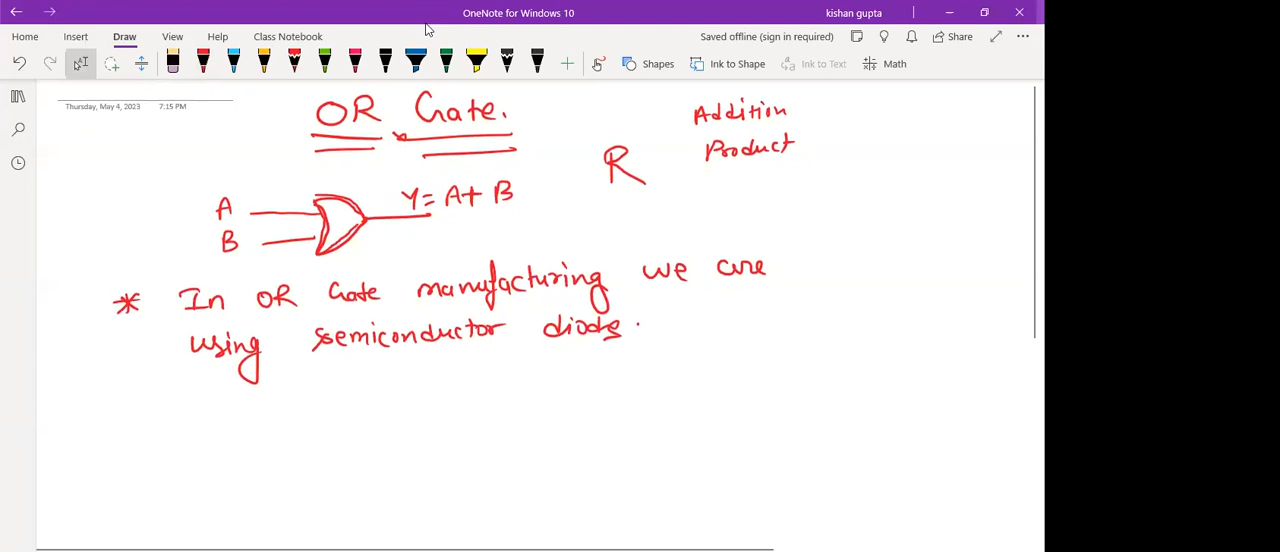 OneNote for Windows 10
kishan gupta
Home Insert Draw View Help Class Notebook
Saved offline (sign in required)
Share
Shapes
Ink to Shape
Ink to Text
Math
Thursday, May 4, 2023 7:15 PM
OR Gate.
Addition
Product
R
A
B
Y= A+ B
* In OR Gate manufacturing we are
using semiconductor diode.